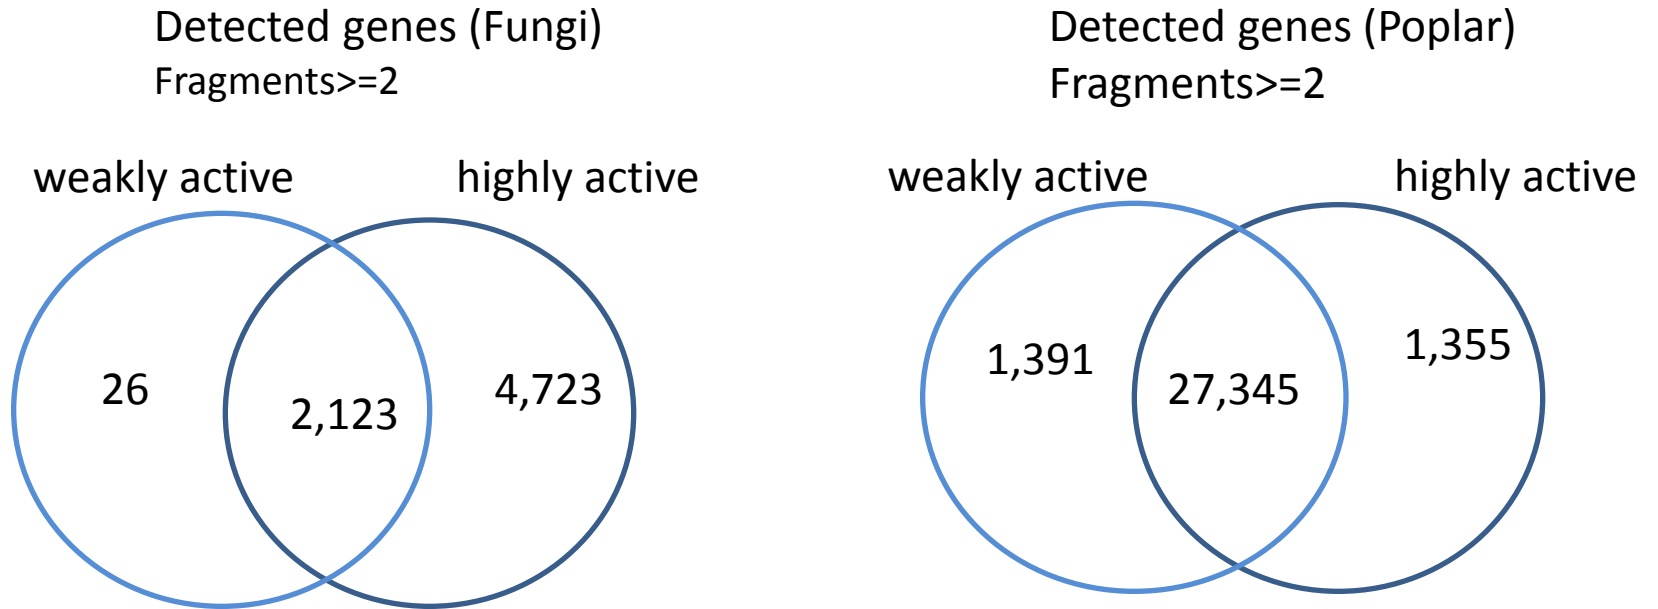 Detected genes (Fungi)
Fragments>=2
weakly active
highly active
26
2,123
4,723
Detected genes (Poplar)
Fragments>=2
weakly active
highly active
1,391
27,345
1,355